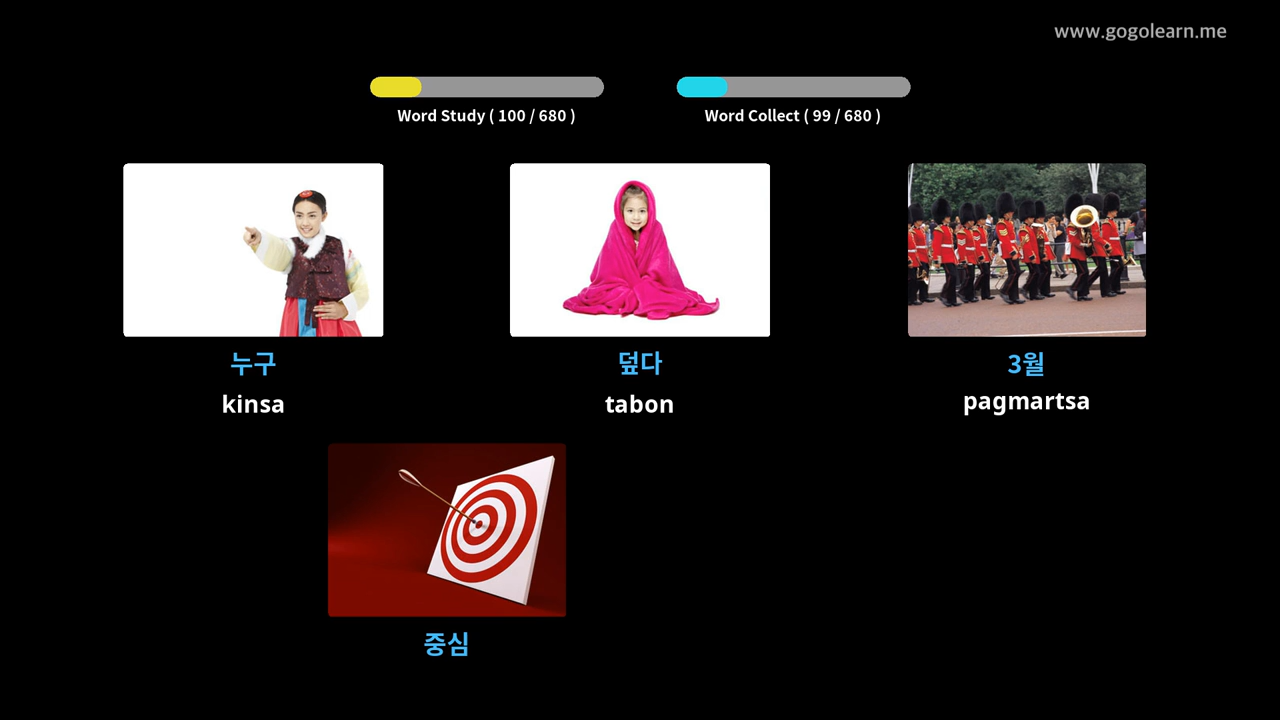 www.gogolearn.me
Word Study ( 100 / 680 )
Word Collect ( 99 / 680 )
누구
덮다
3월
kinsa
tabon
pagmartsa
중심